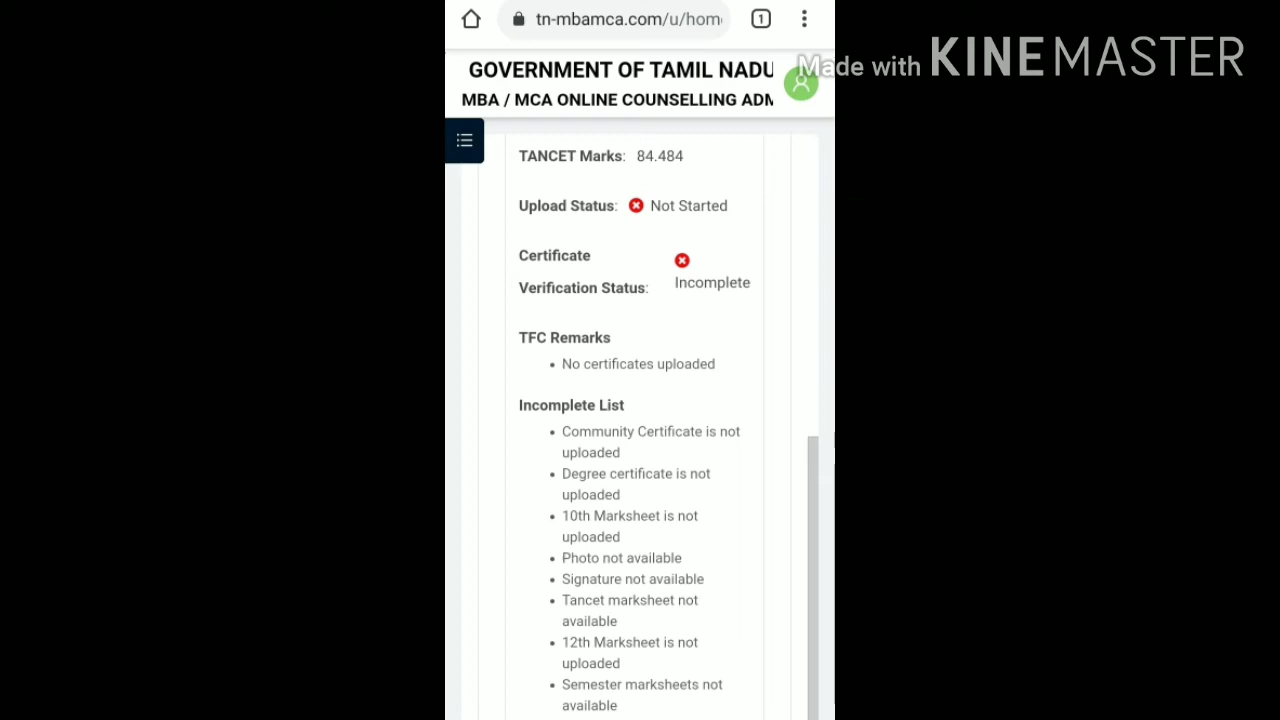 tn-mbamca.com/u/hom
1
Made with KINEMASTER
GOVERNMENT OF TAMIL NADU
MBA / MCA ONLINE COUNSELLING ADM
TANCET Marks: 84.484
Upload Status: Not Started
Certificate
Verification Status: Incomplete
TFC Remarks
• No certificates uploaded
Incomplete List
• Community Certificate is not
uploaded
• Degree certificate is not
uploaded
• 10th Marksheet is not
uploaded
• Photo not available
• Signature not available
• Tancet marksheet not
available
• 12th Marksheet is not
uploaded
• Semester marksheets not
available